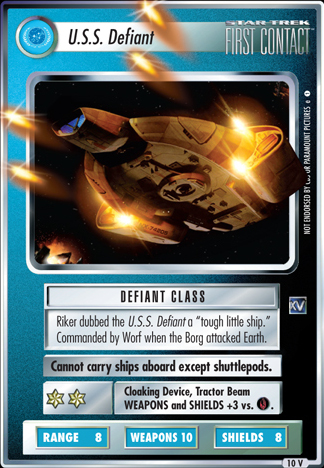 U.S.S. Defiant
STAR TREK
FIRST CONTACT™
DEFIANT CLASS
Riker dubbed the U.S.S. Defiant a “tough little ship.”
Commanded by Worf when the Borg attacked Earth.
Cannot carry ships aboard except shuttlepods.
Cloaking Device, Tractor Beam
WEAPONS and SHIELDS +3 vs. .
RANGE 8
WEAPONS 10
SHIELDS 8
NOT ENDORSED BY OR PARAMOUNT PICTURES
10 V